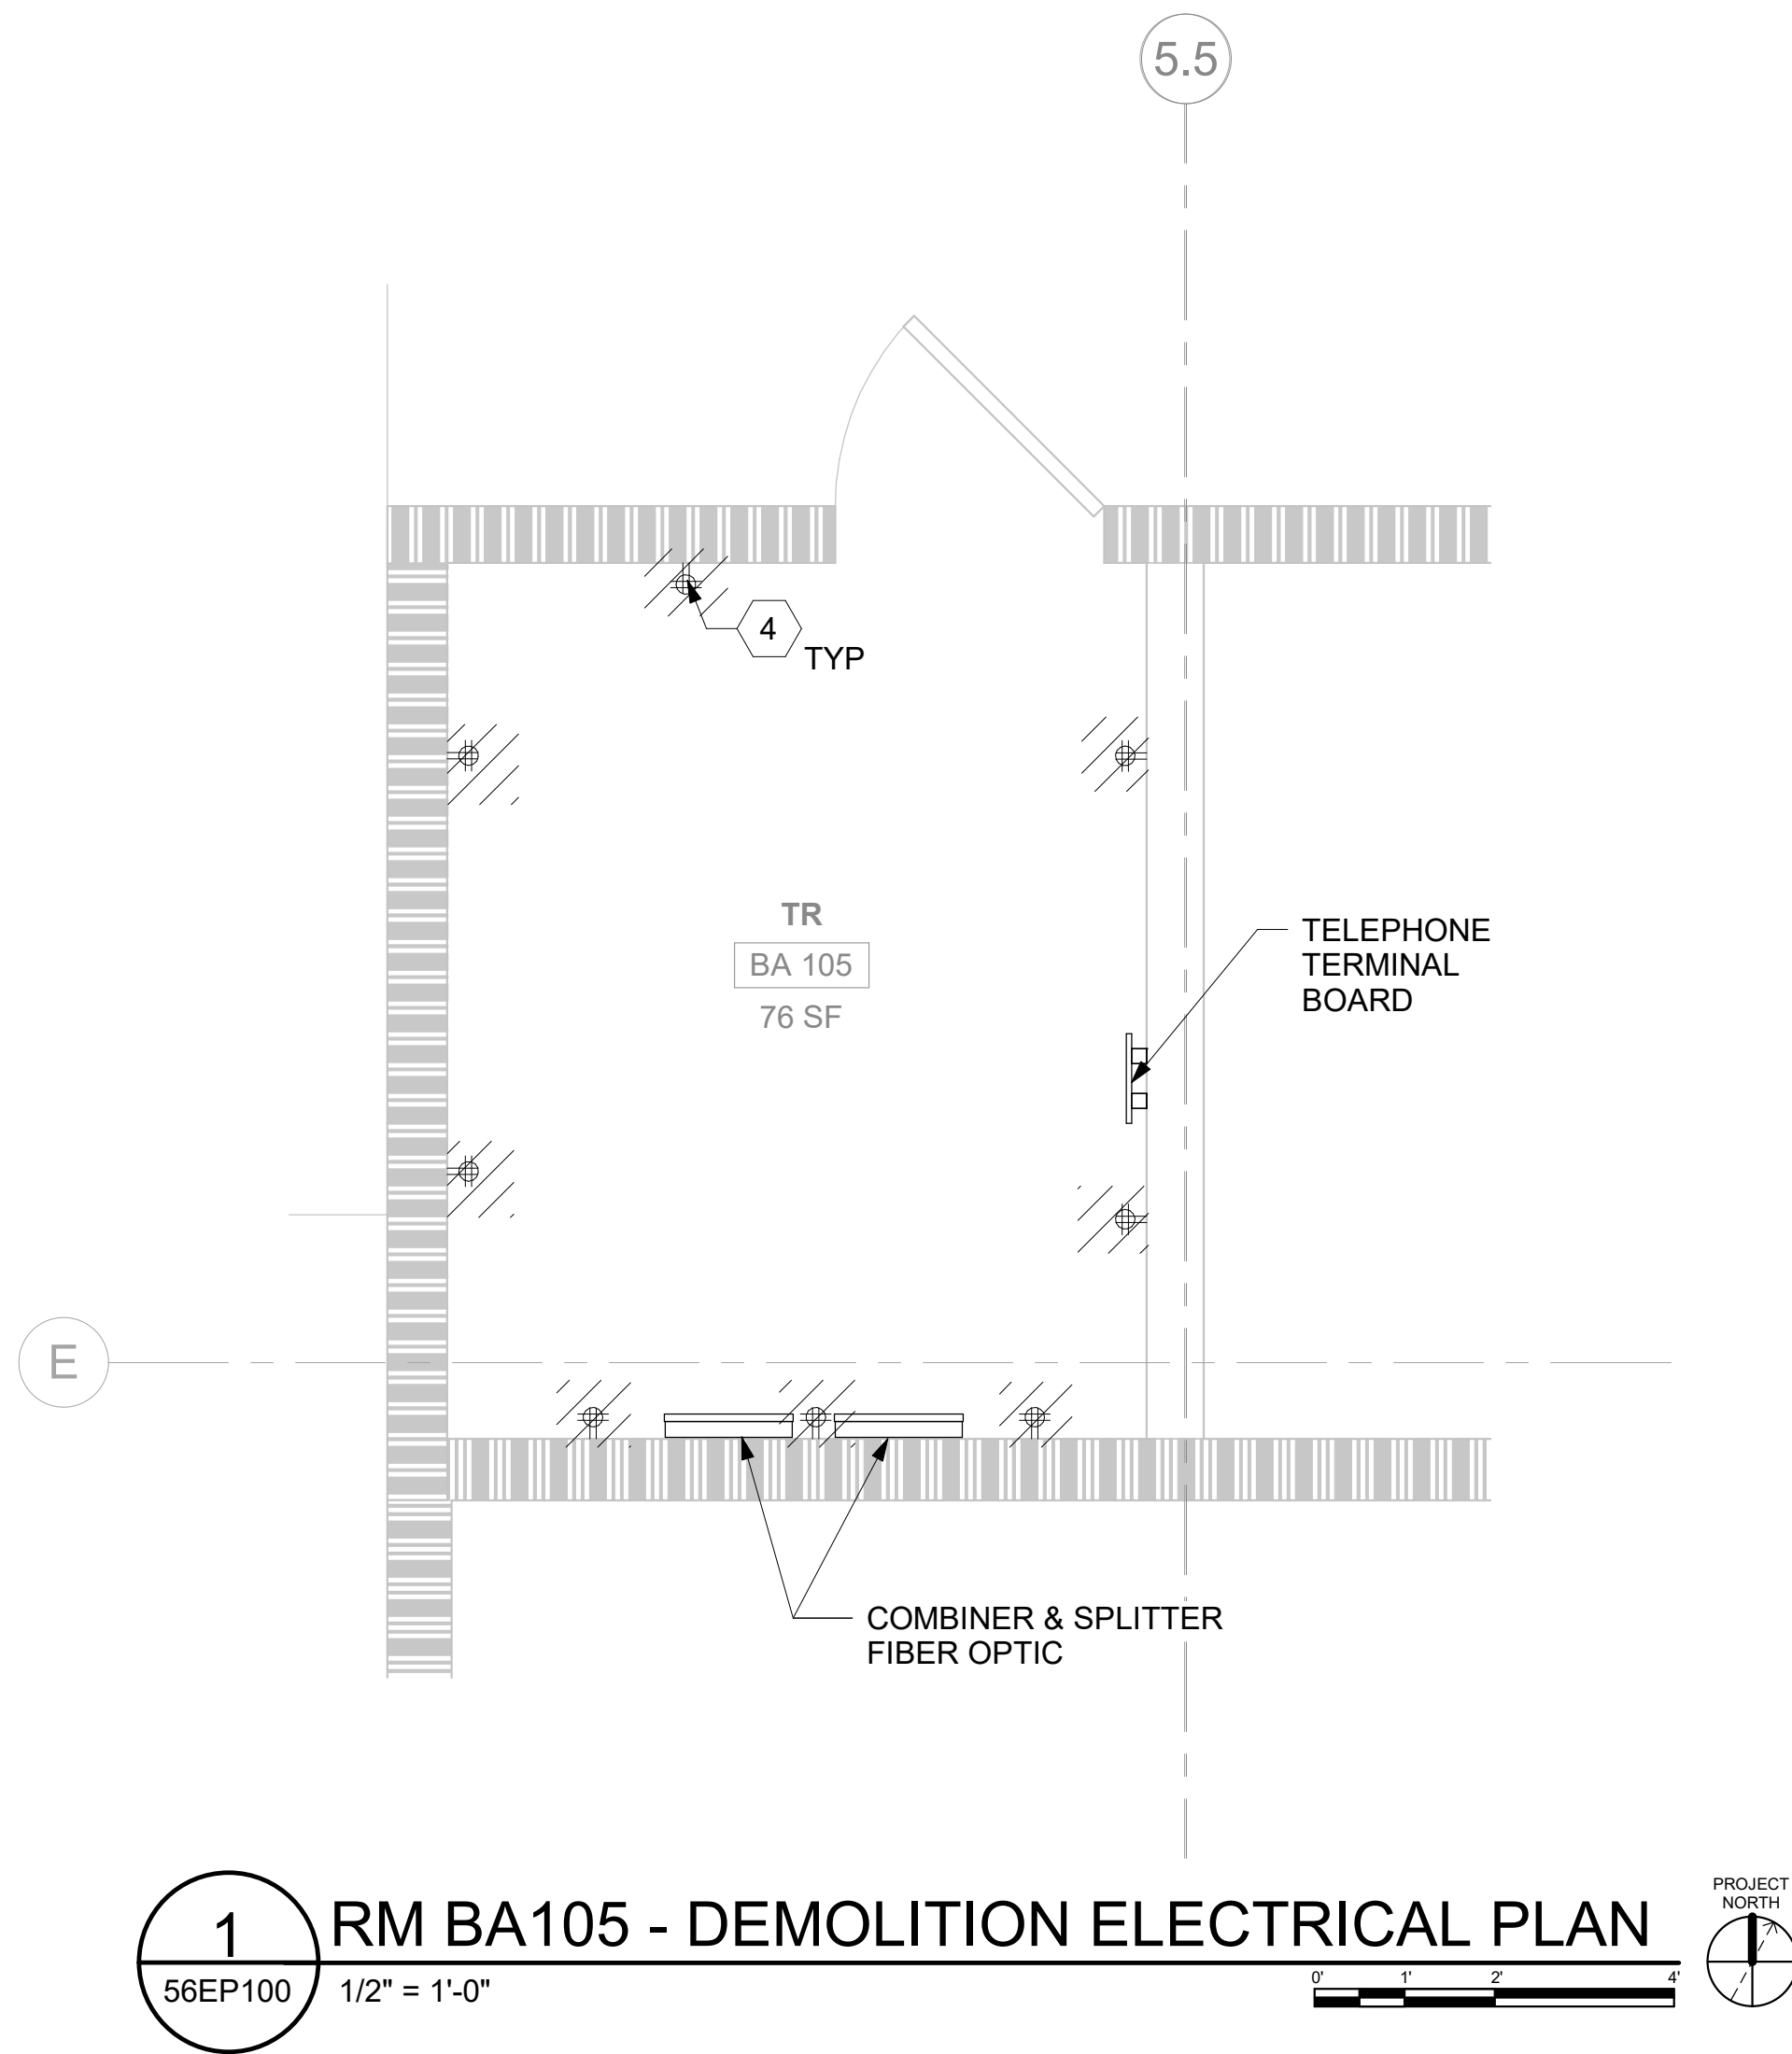 5.5
4
TYP
TR
BA 105
76 SF
TELEPHONE
TERMINAL
BOARD
E
COMBINER & SPLITTER
FIBER OPTIC
1
56EP100
RM BA105 - DEMOLITION ELECTRICAL PLAN
1/2" = 1'-0"
0' 1' 2' 4'
PROJECT
NORTH